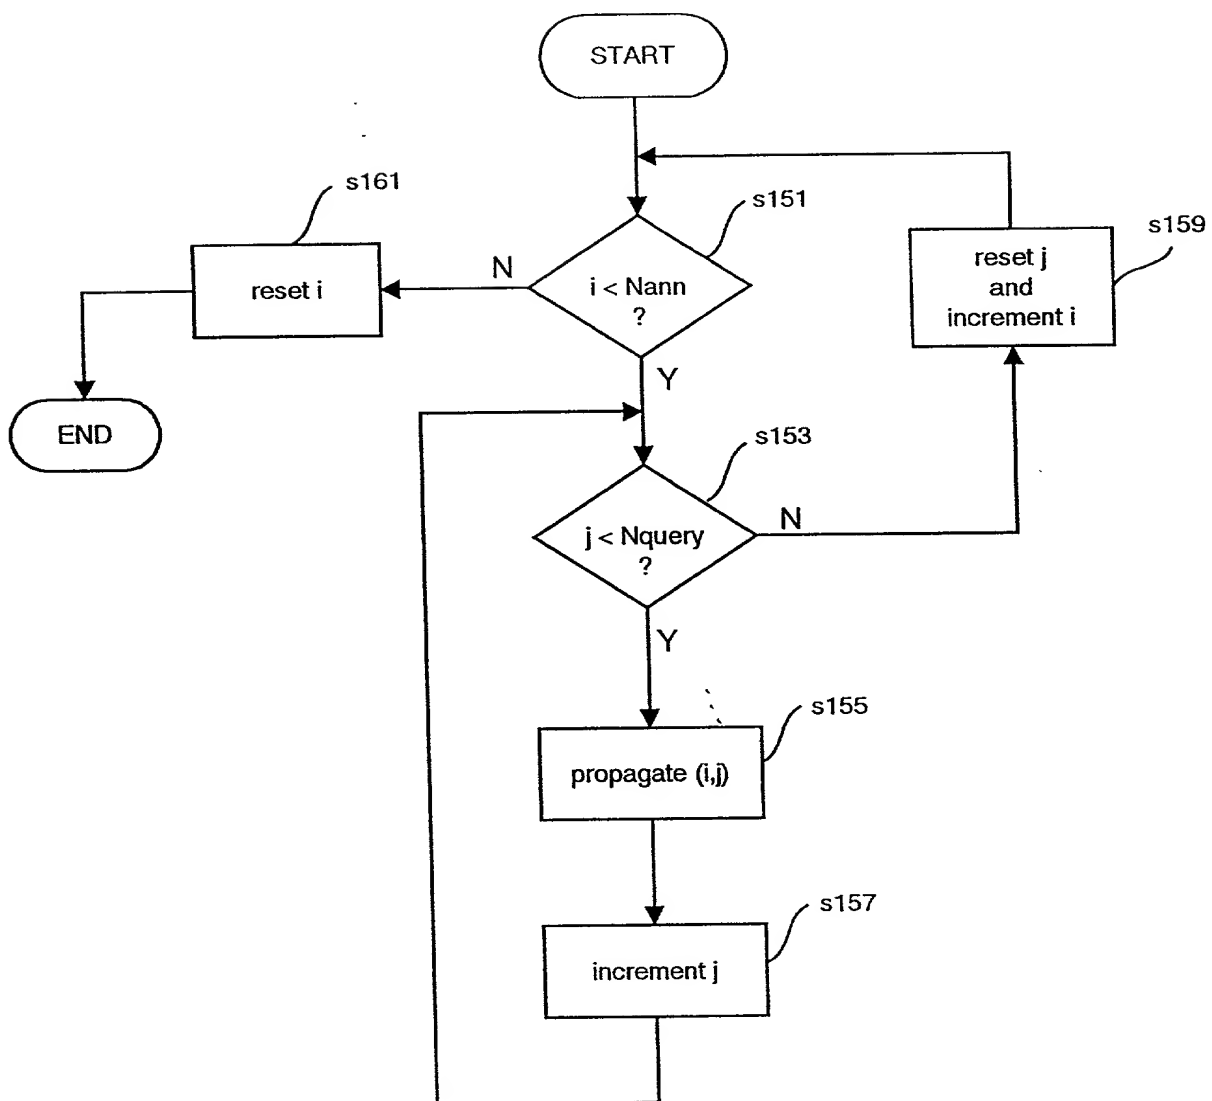 START
s161
s151
s159
N
reset i
i < Nann
?
reset j
and
increment i
Y
END
s153
j < Nquery
?
N
Y
s155
propagate (i,j)
s157
increment j